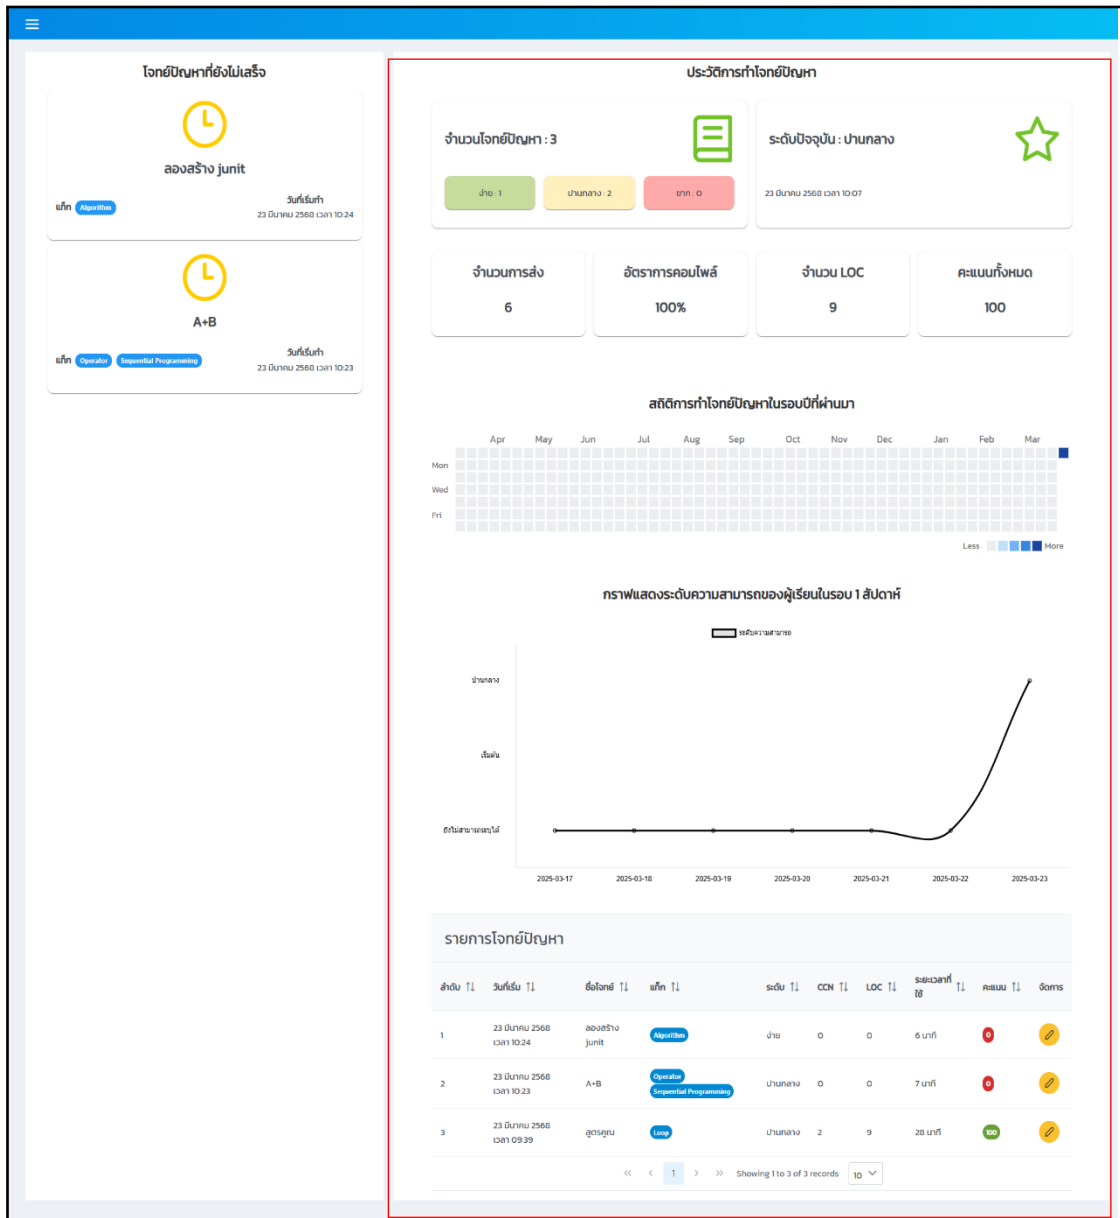 โจทย์ปัญหาที่ยังไม่เสร็จ
ลองสร้าง junit
แท็ก Algorithm
วันที่เริ่มทำ
23 มีนาคม 2568 เวลา 10:24
A+B
แท็ก Operator Sequential Programming
วันที่เริ่มทำ
23 มีนาคม 2568 เวลา 10:23
ประวัติการทำโจทย์ปัญหา
จำนวนโจทย์ปัญหา : 3
ง่าย : 1 ปานกลาง : 2 ยาก : 0
ระดับปัจจุบัน : ปานกลาง
23 มีนาคม 2568 เวลา 10:07
จำนวนการส่ง
6
อัตราการคอมไพล์
100%
จำนวน LOC
9
คะแนนทั้งหมด
100
สถิติการทำโจทย์ปัญหาในรอบปีที่ผ่านมา
Apr May Jun Jul Aug Sep Oct Nov Dec Jan Feb Mar
Mon
Wed
Fri
Less More
กราฟแสดงระดับความสามารถของผู้เรียนในรอบ 1 สัปดาห์
ระดับความสามารถ
ปานกลาง
เริ่มต้น
ยังไม่สามารถระบุได้
2025-03-17 2025-03-18 2025-03-19 2025-03-20 2025-03-21 2025-03-22 2025-03-23
รายการโจทย์ปัญหา
ลำดับ วันที่เริ่ม ชื่อโจทย์ แท็ก ระดับ CCN LOC ระยะเวลาที่ใช้ คะแนน จัดการ
1 23 มีนาคม 2568 เวลา 10:24 ลองสร้าง junit Algorithm ง่าย 0 0 6 นาที 0
2 23 มีนาคม 2568 เวลา 10:23 A+B Operator Sequential Programming ปานกลาง 0 0 7 นาที 0
3 23 มีนาคม 2568 เวลา 09:39 สูตรคูณ Loop ปานกลาง 2 9 28 นาที 100
« ‹ 1 › » Showing 1 to 3 of 3 records 10